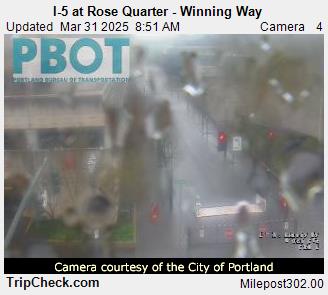 I-5 at Rose Quarter - Winning Way
Updated Mar 31 2025 8:51 AM Camera 4
PBOT
PORTLAND BUREAU OF TRANSPORTATION
Camera courtesy of the City of Portland
TripCheck.com Milepost302.00